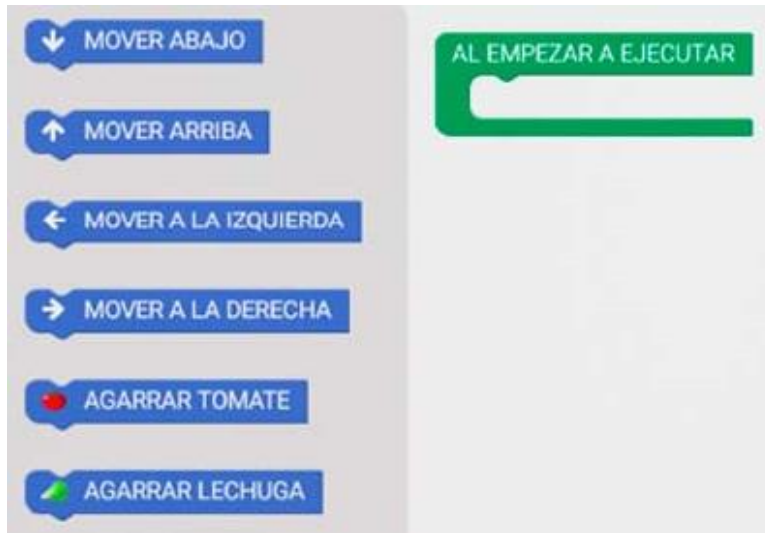 MOVER ABAJO
MOVER ARRIBA
MOVER A LA IZQUIERDA
MOVER A LA DERECHA
AGARRAR TOMATE
AGARRAR LECHUGA
AL EMPEZAR A EJECUTAR